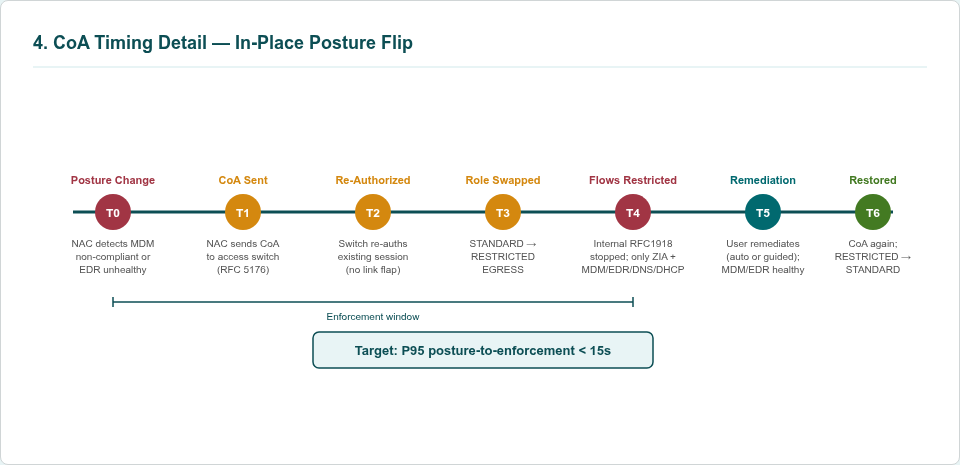 4. CoA Timing Detail — In-Place Posture Flip
Posture Change
T0
NAC detects MDM
non-compliant or
EDR unhealthy
CoA Sent
T1
NAC sends CoA
to access switch
(RFC 5176)
Re-Authorized
T2
Switch re-auths
existing session
(no link flap)
Role Swapped
T3
STANDARD →
RESTRICTED
EGRESS
Flows Restricted
T4
Internal RFC1918
stopped; only ZIA +
MDM/EDR/DNS/DHCP
Remediation
T5
User remediates
(auto or guided);
MDM/EDR healthy
Restored
T6
CoA again;
RESTRICTED →
STANDARD
Enforcement window
Target: P95 posture-to-enforcement < 15s